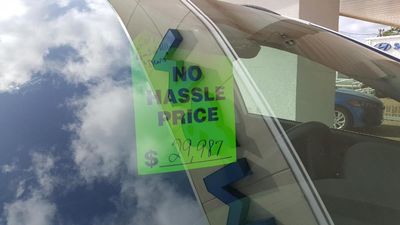 NO
HASSLE
PRICE
$ 29,987